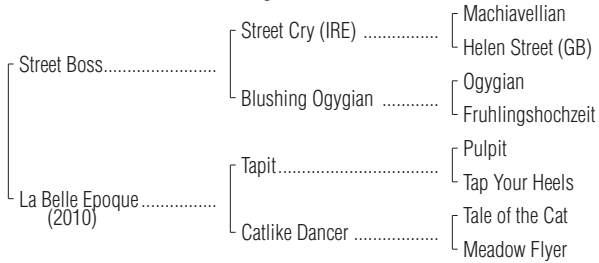 Machiavellian
Street Cry (IRE) ................
Helen Street (GB)
Street Boss........................
Ogygian
Blushing Ogygian ............
Fruhlingshochzeit
Pulpit
Tapit..................................
Tap Your Heels
La Belle Epoque................
(2010)
Tale of the Cat
Catlike Dancer ..................
Meadow Flyer